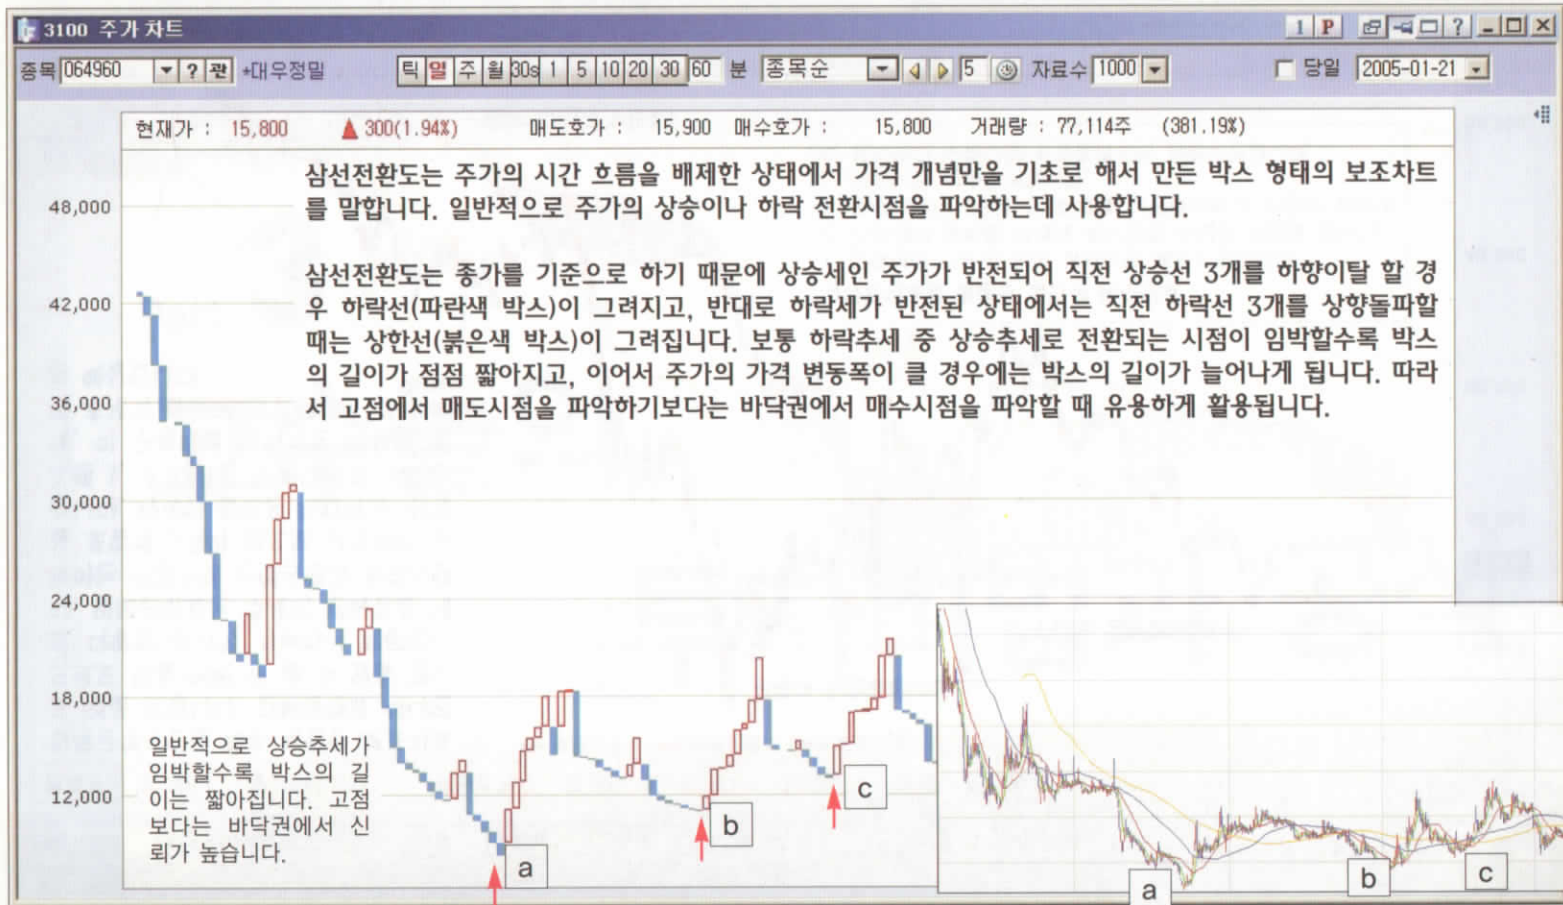 3100 주가차트
1 P ?
종목 064960 ? 관 *대우정밀 틱 일 주 월 30s 1 5 10 20 30 60 분 종목순 5 자료수 1000 당일 2005-01-21
현재가 : 15,800 ▲ 300(1.94%) 매도호가 : 15,900 매수호가 : 15,800 거래량 : 77,114주 (381.19%)
삼선전환도는 주가의 시간 흐름을 배제한 상태에서 가격 개념만을 기초로 해서 만든 박스 형태의 보조차트
를 말합니다. 일반적으로 주가의 상승이나 하락 전환시점을 파악하는데 사용합니다.
삼선전환도는 종가를 기준으로 하기 때문에 상승세인 주가가 반전되어 직전 상승선 3개를 하향이탈 할 경
우 하락선(파란색 박스)이 그려지고, 반대로 하락세가 반전된 상태에서는 직전 하락선 3개를 상향돌파할
때는 상한선(붉은색 박스)이 그려집니다. 보통 하락추세 중 상승추세로 전환되는 시점이 임박할수록 박스
의 길이가 점점 짧아지고, 이어서 주가의 가격 변동폭이 클 경우에는 박스의 길이가 늘어나게 됩니다. 따라
서 고점에서 매도시점을 파악하기보다는 바닥권에서 매수시점을 파악할 때 유용하게 활용됩니다.
48,000
42,000
36,000
30,000
24,000
18,000
12,000
일반적으로 상승추세가
임박할수록 박스의 길
이는 짧아집니다. 고점
보다는 바닥권에서 신
뢰가 높습니다.
a
b
c
a
b
c